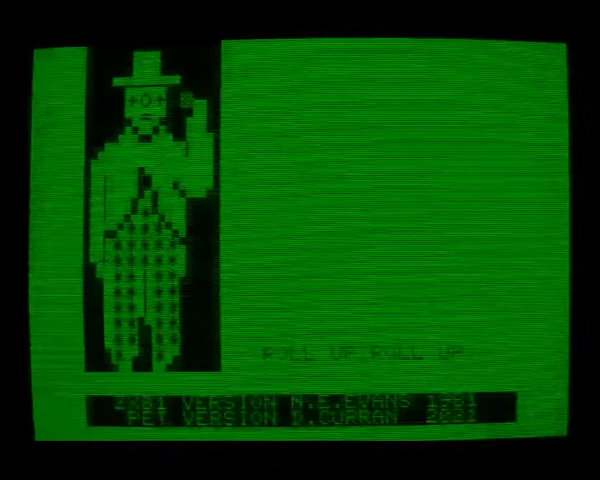 ROLL UP,ROLL UP.
ZX81 VERSION N.E.EVANS 1981
PET VERSION D.CURRAN 2021